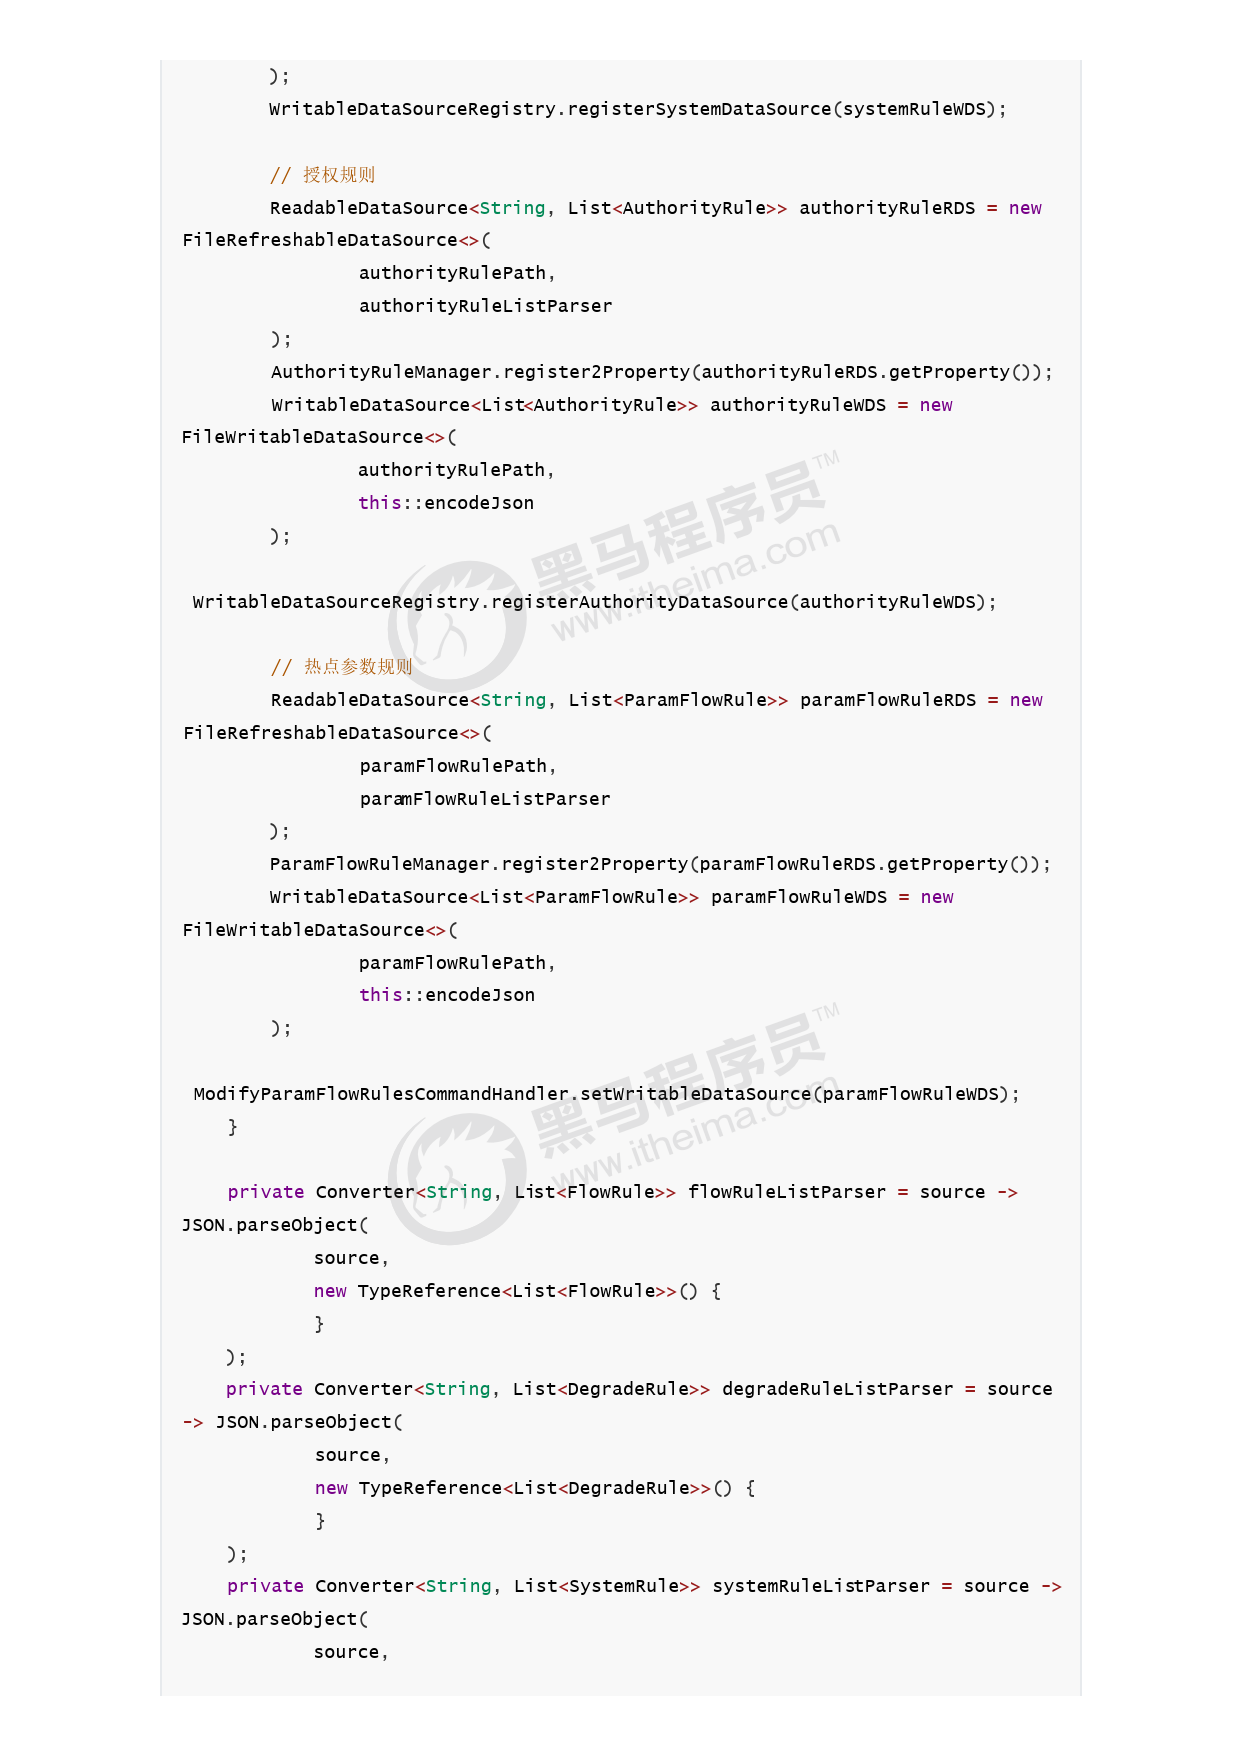 );
WritableDataSourceRegistry.registerSystemDataSource(systemRuleWDS);
// 授权规则
ReadableDataSource<String, List<AuthorityRule>> authorityRuleRDS = new
FileRefreshableDataSource<>(
authorityRulePath,
authorityRuleListParser
);
AuthorityRuleManager.register2Property(authorityRuleRDS.getProperty());
WritableDataSource<List<AuthorityRule>> authorityRuleWDS = new
FileWritableDataSource<>(
authorityRulePath,
this::encodeJson
);
黑马程序员™
www.itheima.com
WritableDataSourceRegistry.registerAuthorityDataSource(authorityRuleWDS);
// 热点参数规则
ReadableDataSource<String, List<ParamFlowRule>> paramFlowRuleRDS = new
FileRefreshableDataSource<>(
paramFlowRulePath,
paramFlowRuleListParser
);
ParamFlowRuleManager.register2Property(paramFlowRuleRDS.getProperty());
WritableDataSource<List<ParamFlowRule>> paramFlowRuleWDS = new
FileWritableDataSource<>(
paramFlowRulePath,
this::encodeJson
);
黑马程序员™
www.itheima.com
ModifyParamFlowRulesCommandHandler.setWritableDataSource(paramFlowRuleWDS);
}
private Converter<String, List<FlowRule>> flowRuleListParser = source ->
JSON.parseObject(
source,
new TypeReference<List<FlowRule>>() {
}
);
private Converter<String, List<DegradeRule>> degradeRuleListParser = source
-> JSON.parseObject(
source,
new TypeReference<List<DegradeRule>>() {
}
);
private Converter<String, List<SystemRule>> systemRuleListParser = source ->
JSON.parseObject(
source,